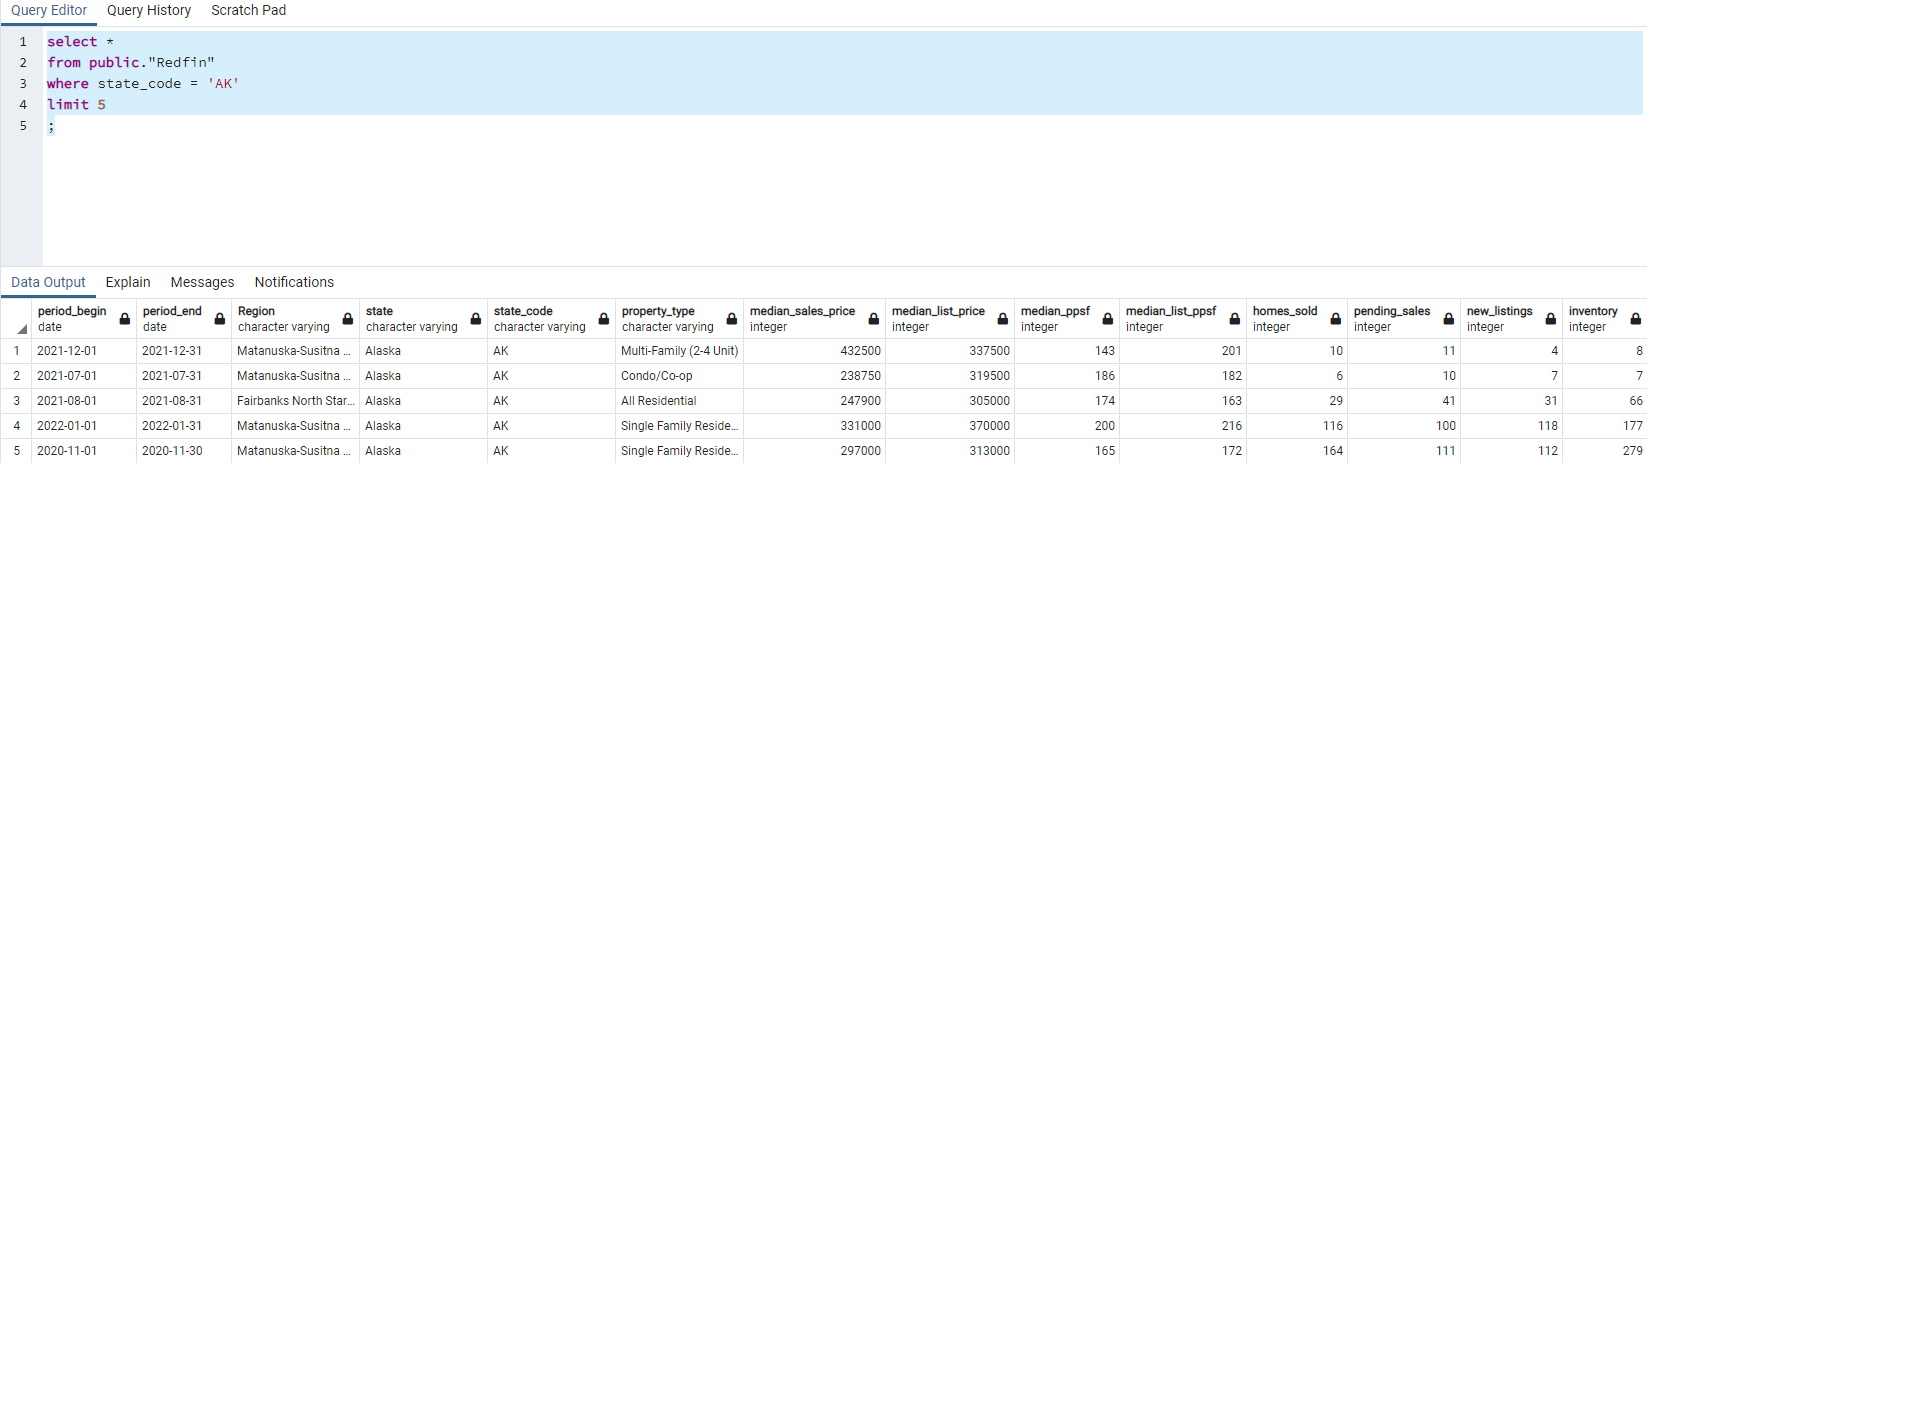 Query Editor Query History Scratch Pad
1 select *
2 from public."Redfin"
3 where state_code = 'AK'
4 limit 5
5 ;
Data Output Explain Messages Notifications
period_begin period_end Region state state_code property_type median_sales_price median_list_price median_ppsf median_list_ppsf homes_sold pending_sales new_listings inventory
date date character varying character varying character varying character varying integer integer integer integer integer integer integer integer
1 2021-12-01 2021-12-31 Matanuska-Susitna ... Alaska AK Multi-Family (2-4 Unit) 432500 337500 143 201 10 11 4 8
2 2021-07-01 2021-07-31 Matanuska-Susitna ... Alaska AK Condo/Co-op 238750 319500 186 182 6 10 7 7
3 2021-08-01 2021-08-31 Fairbanks North Star... Alaska AK All Residential 247900 305000 174 163 29 41 31 66
4 2022-01-01 2022-01-31 Matanuska-Susitna ... Alaska AK Single Family Reside... 331000 370000 200 216 116 100 118 177
5 2020-11-01 2020-11-30 Matanuska-Susitna ... Alaska AK Single Family Reside... 297000 313000 165 172 164 111 112 279